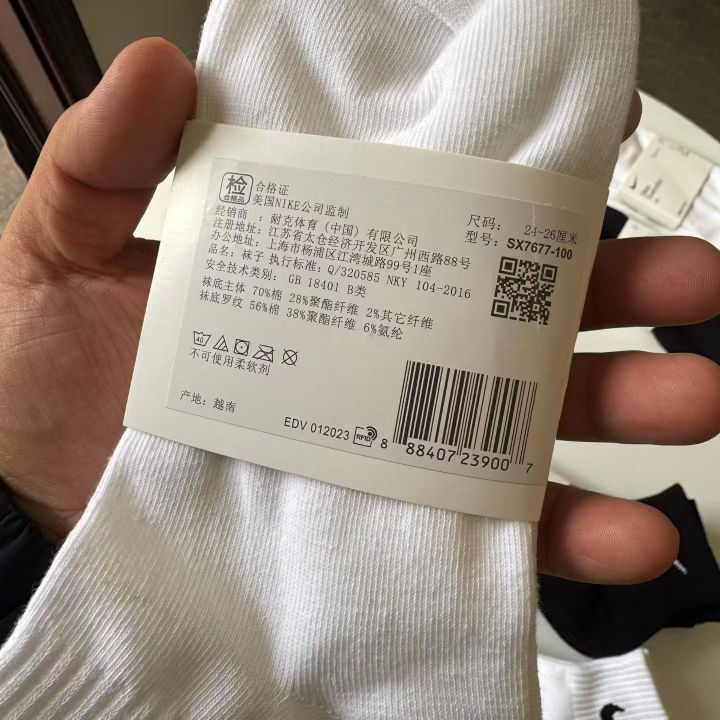 检
合格品
合格证
美国NIKE公司监制
经销商 : 耐克体育 (中国) 有限公司
注册地址: 江苏省太仓经济开发区广州西路88号
办公地址: 上海市杨浦区江湾城路99号1座
品名: 袜子 执行标准: Q/320585 NKY 104-2016
安全技术类别: GB 18401 B类
袜底主体 70%棉 28%聚酯纤维 2%其它纤维
袜底罗纹 56%棉 38%聚酯纤维 6%氨纶
尺码: 24-26厘米
型号: SX7677-100
40
不可使用柔软剂
产地: 越南
EDV 012023
RFID
8 88407 23900 7